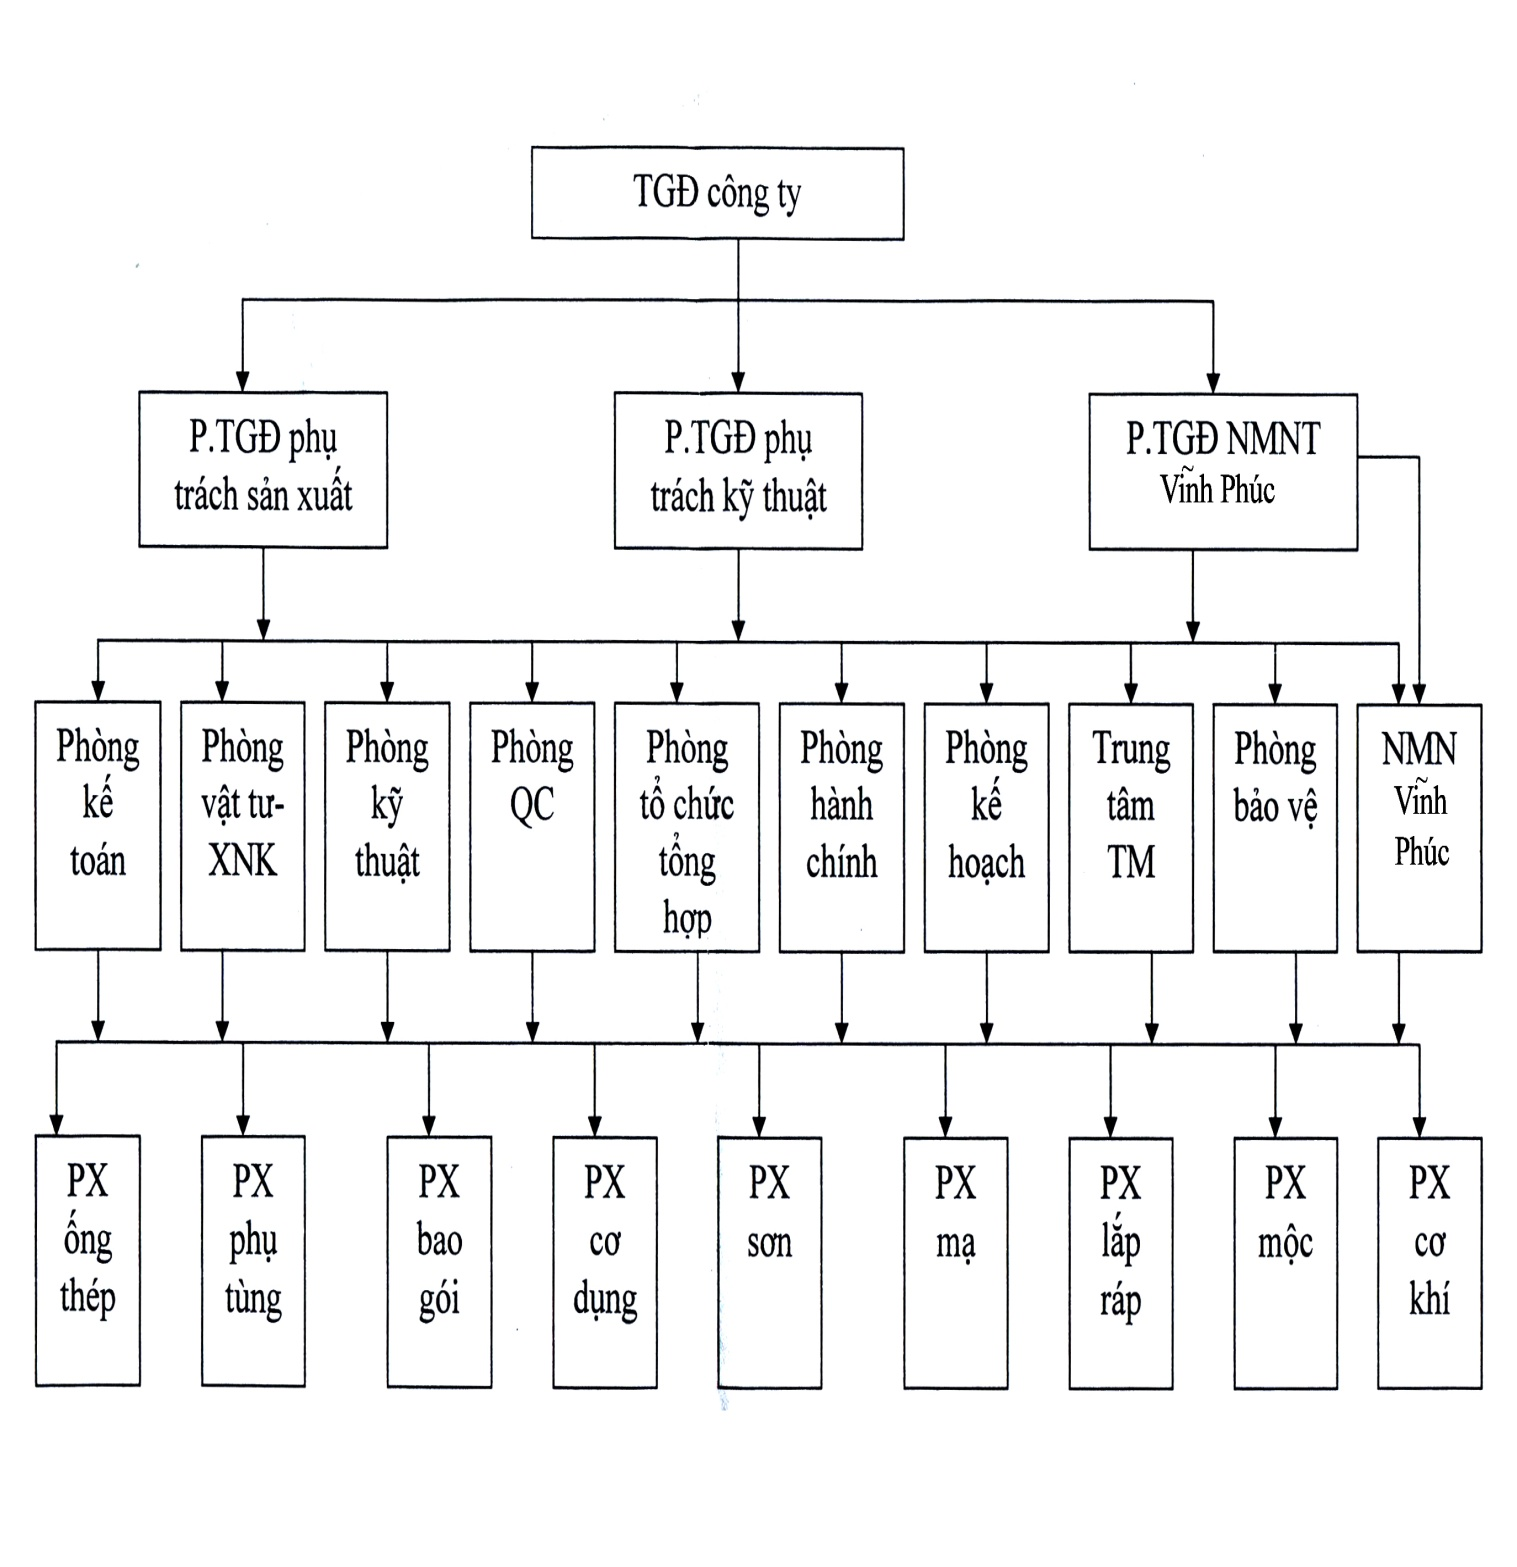 TGĐ công ty
P.TGĐ phụ
trách sản xuất
P.TGĐ phụ
trách kỹ thuật
P.TGĐ NMNT
Vĩnh Phúc
Phòng
kế
toán
Phòng
vật tư-
XNK
Phòng
kỹ
thuật
Phòng
QC
Phòng
tổ chức
tổng
hợp
Phòng
hành
chính
Phòng
kế
hoạch
Trung
tâm
TM
Phòng
bảo vệ
NMN
Vĩnh
Phúc
PX
ống
thép
PX
phụ
tùng
PX
bao
gói
PX
cơ
dụng
PX
sơn
PX
mạ
PX
lắp
ráp
PX
mộc
PX
cơ
khí